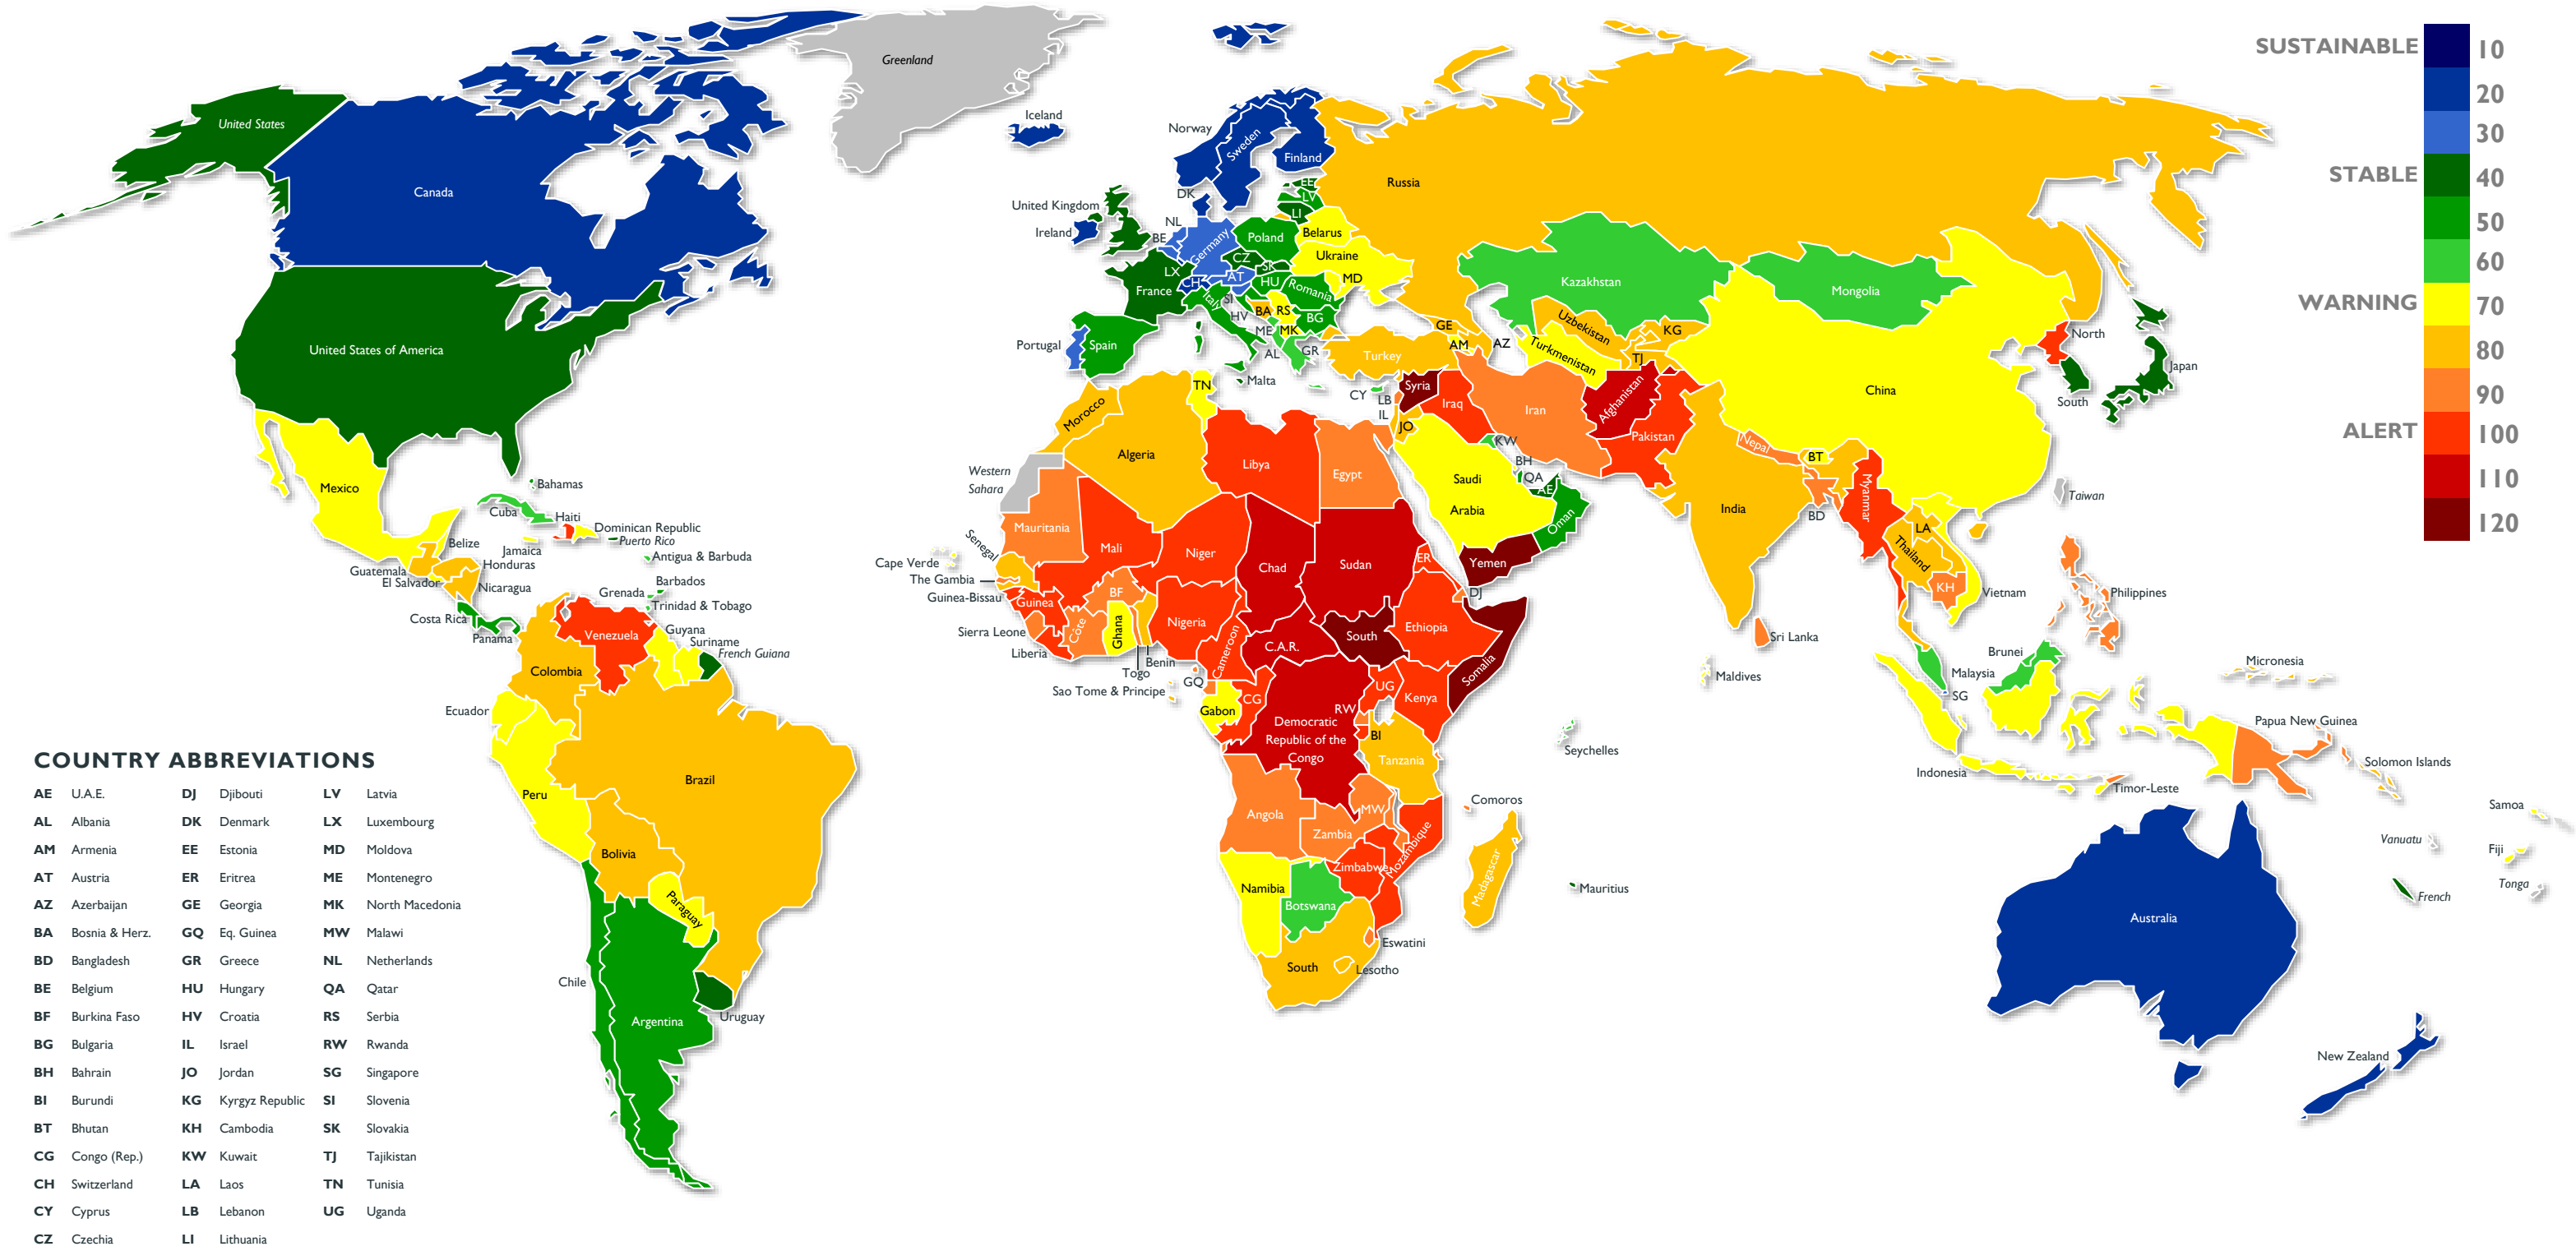 Greenland
SUSTAINABLE
10
20
30
STABLE
40
50
60
WARNING
70
80
90
ALERT
100
110
120
United States
Canada
United States of America
Mexico
Bahamas
Cuba
Haiti
Dominican Republic
Puerto Rico
Jamaica
Belize
Honduras
Guatemala
El Salvador
Nicaragua
Antigua & Barbuda
Barbados
Grenada
Trinidad & Tobago
Costa Rica
Panama
Venezuela
Guyana
Suriname
French Guiana
Colombia
Ecuador
Peru
Brazil
Bolivia
Paraguay
Chile
Argentina
Uruguay
Iceland
Norway
Sweden
Finland
DK
United Kingdom
Ireland
NL
BE
Germany
LX
France
CH
AT
CZ
SK
Poland
EE
LV
LI
Belarus
Ukraine
MD
HU
Romania
SI
Italy
HV
BA
RS
BG
ME
MK
AL
GR
Portugal
Spain
Malta
CY
Russia
Kazakhstan
Mongolia
China
Uzbekistan
KG
Turkmenistan
TJ
GE
AM
AZ
Turkey
Syria
LB
IL
JO
Iraq
Iran
Afghanistan
Pakistan
KW
BH
QA
AE
Saudi
Arabia
Oman
Yemen
Nepal
BT
India
BD
Myanmar
LA
Thailand
KH
Vietnam
Sri Lanka
Maldives
North
South
Japan
Taiwan
Philippines
Brunei
Malaysia
SG
Indonesia
Timor-Leste
Micronesia
Papua New Guinea
Solomon Islands
Samoa
Vanuatu
Fiji
Tonga
French
Australia
New Zealand
Morocco
Algeria
TN
Libya
Egypt
Western
Sahara
Mauritania
Mali
Niger
Chad
Sudan
ER
DJ
Cape Verde
Senegal
The Gambia
Guinea-Bissau
Guinea
Sierra Leone
Liberia
Côte
BF
Ghana
Togo
Benin
Nigeria
Cameroon
C.A.R.
South
Ethiopia
Somalia
Sao Tome & Principe
GQ
Gabon
CG
Democratic
Republic of the
Congo
UG
RW
BI
Kenya
Tanzania
Seychelles
Comoros
Angola
Zambia
MW
Mozambique
Zimbabwe
Madagascar
Mauritius
Namibia
Botswana
South
Eswatini
Lesotho
COUNTRY ABBREVIATIONS
AE U.A.E.
AL Albania
AM Armenia
AT Austria
AZ Azerbaijan
BA Bosnia & Herz.
BD Bangladesh
BE Belgium
BF Burkina Faso
BG Bulgaria
BH Bahrain
BI Burundi
BT Bhutan
CG Congo (Rep.)
CH Switzerland
CY Cyprus
CZ Czechia
DJ Djibouti
DK Denmark
EE Estonia
ER Eritrea
GE Georgia
GQ Eq. Guinea
GR Greece
HU Hungary
HV Croatia
IL Israel
JO Jordan
KG Kyrgyz Republic
KH Cambodia
KW Kuwait
LA Laos
LB Lebanon
LI Lithuania
LV Latvia
LX Luxembourg
MD Moldova
ME Montenegro
MK North Macedonia
MW Malawi
NL Netherlands
QA Qatar
RS Serbia
RW Rwanda
SG Singapore
SI Slovenia
SK Slovakia
TJ Tajikistan
TN Tunisia
UG Uganda